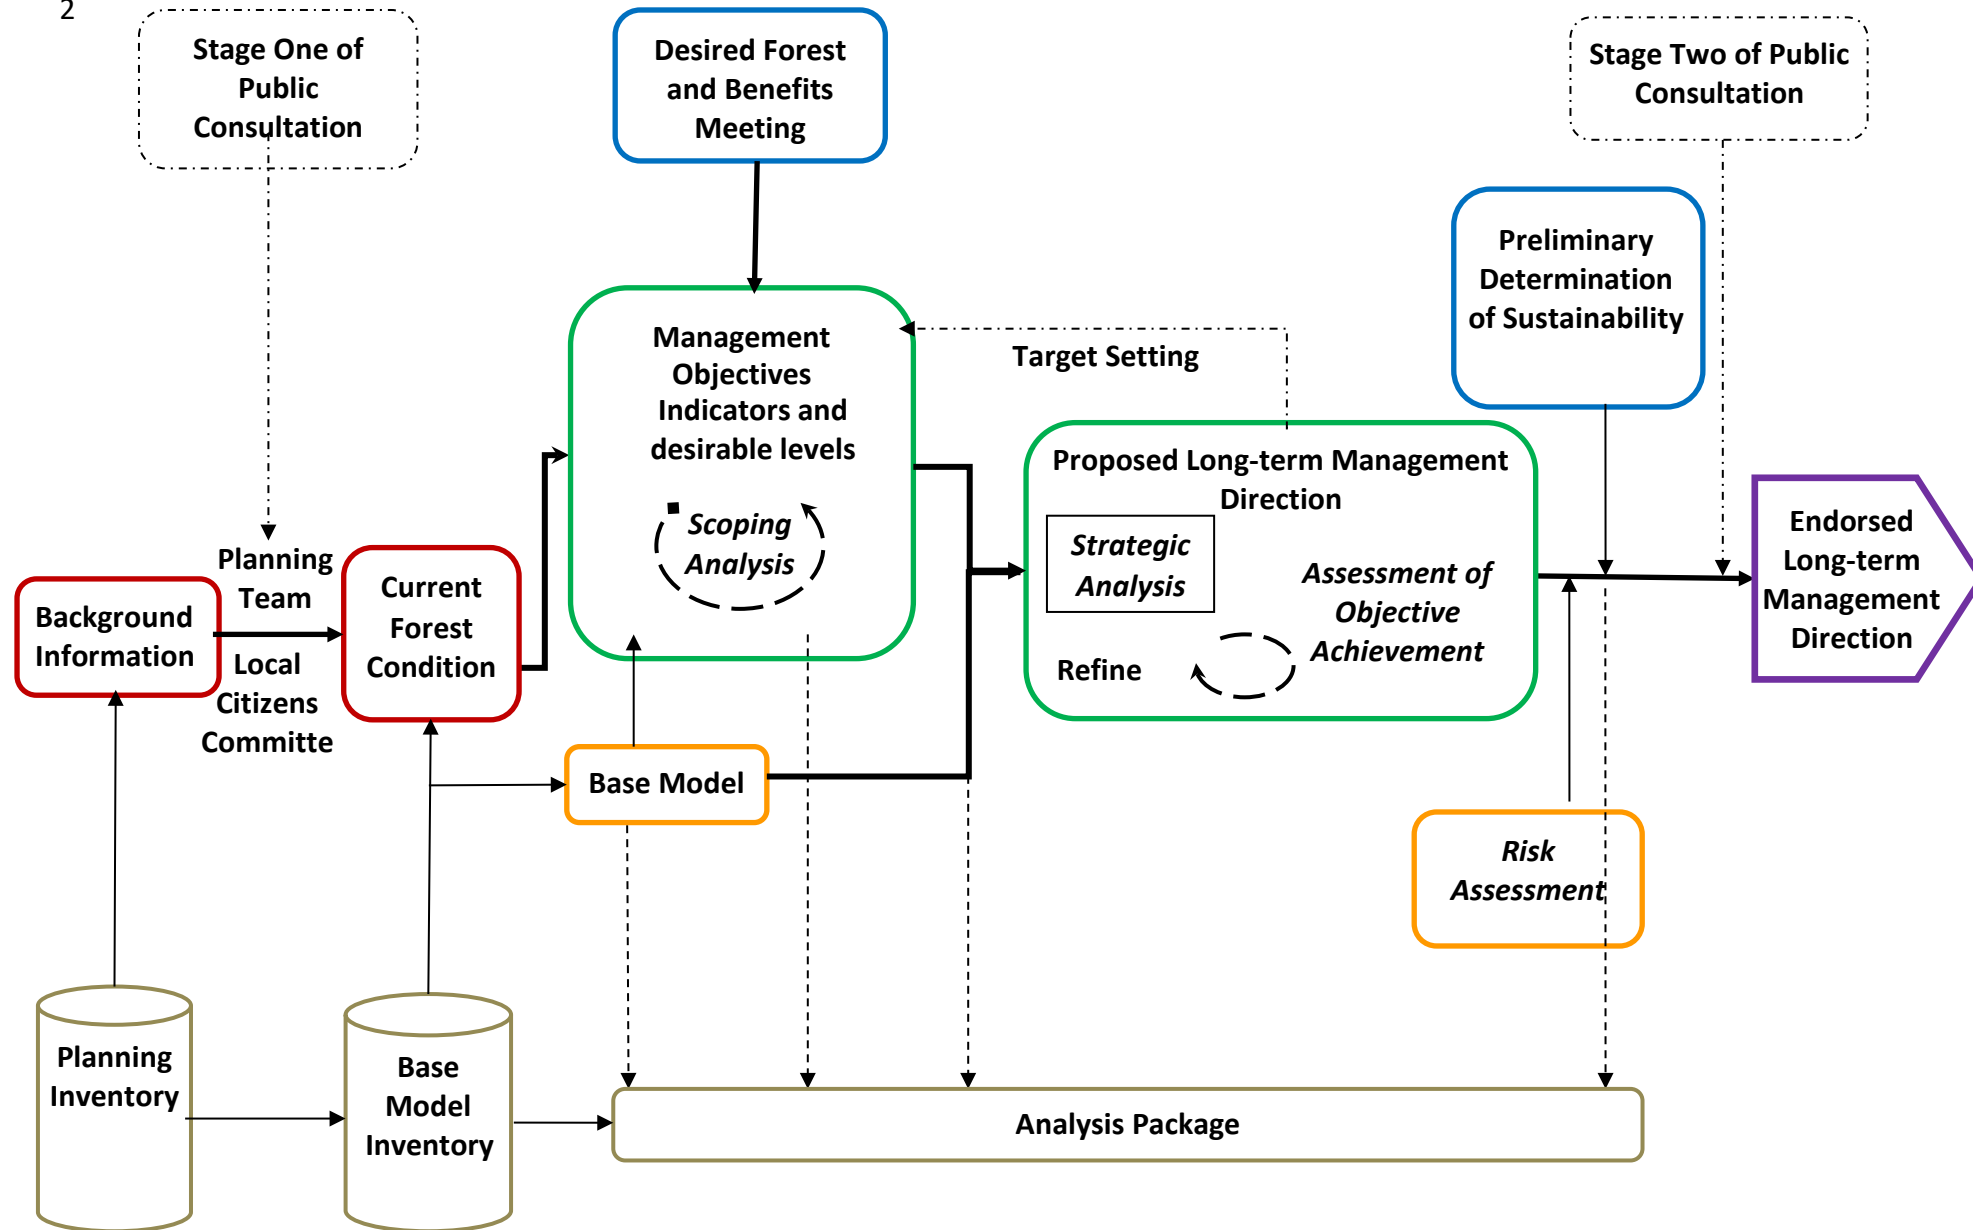 2
Stage One of
Public
Consultation
Desired Forest
and Benefits
Meeting
Stage Two of Public
Consultation
Preliminary
Determination
of Sustainability
Management
Objectives
Indicators and
desirable levels
Scoping
Analysis
Target Setting
Proposed Long-term Management
Direction
Strategic
Analysis
Assessment of
Objective
Achievement
Refine
Endorsed
Long-term
Management
Direction
Planning
Team
Local
Citizens
Committe
Background
Information
Current
Forest
Condition
Base Model
Risk
Assessment
Planning
Inventory
Base
Model
Inventory
Analysis Package